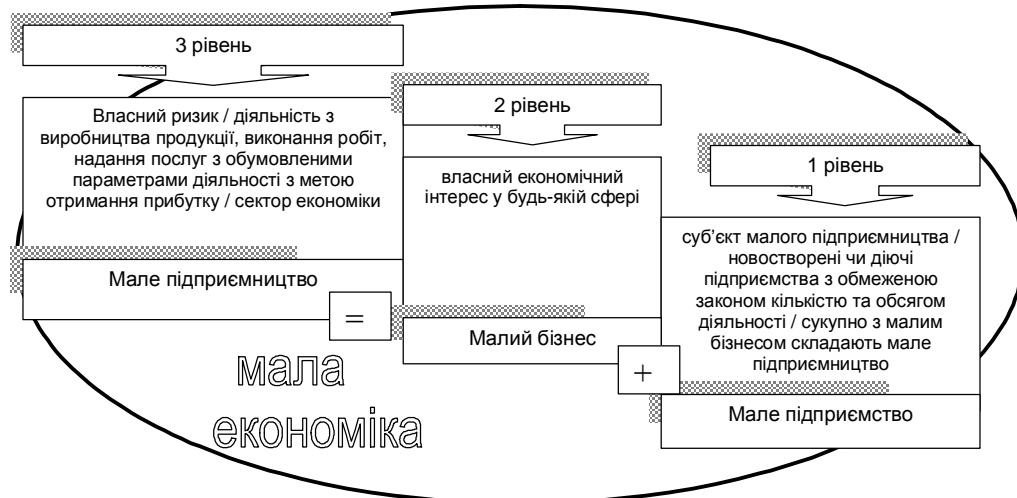 3 рівень
Власний ризик / діяльність з
виробництва продукції, виконання робіт,
надання послуг з обумовленими
параметрами діяльності з метою
отримання прибутку / сектор економіки
Мале підприємництво
=
2 рівень
власний економічний
інтерес у будь-якій сфері
Малий бізнес
+
1 рівень
суб’єкт малого підприємництва /
новостворені чи діючі
підприємства з обмеженою
законом кількістю та обсягом
діяльності / сукупно з малим
бізнесом складають мале
підприємництво
Мале підприємство
мала
економіка